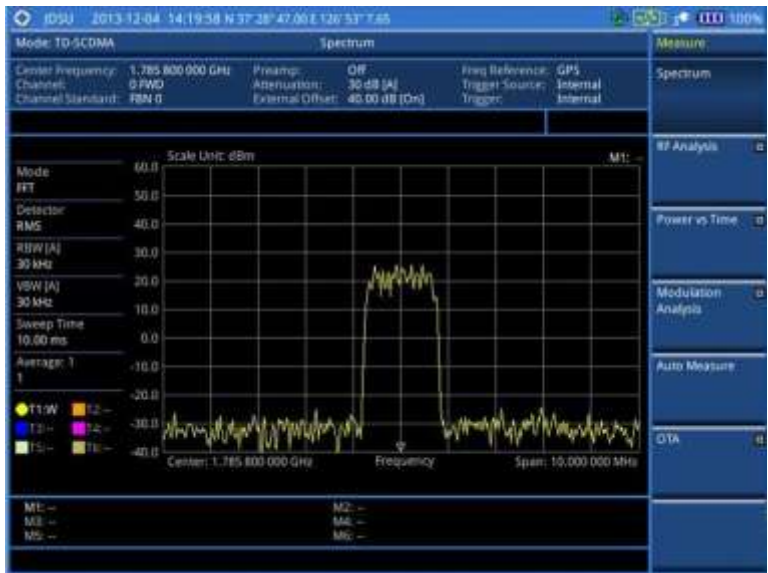 JDSU 2013-12-04 14:19:58 N 37° 28' 47.00 E 126° 53' 7.65 100%
Mode: TD-SCDMA Spectrum Measure
Center Frequency: 1.785 800 000 GHz Preamp: Off Freq Reference: GPS
Channel: 0 FWD Attenuation: 30 dB [A] Trigger Source: Internal
Channel Standard: FBN 0 External Offset: 40.00 dB [On] Trigger: Internal
Spectrum
RF Analysis
Power vs Time
Modulation
Analysis
Auto Measure
OTA
Scale Unit: dBm M1: --
Mode
FFT
Detector
RMS
RBW [A]
30 kHz
VBW [A]
30 kHz
Sweep Time
10.00 ms
Average: 1
1
T1:W T2:--
T3:-- T4:--
T5:-- T6:--
60.0
50.0
40.0
30.0
20.0
10.0
0.0
-10.0
-20.0
-30.0
-40.0
Center: 1.785 800 000 GHz Frequency Span: 10.000 000 MHz
M1: -- M2: --
M3: -- M4: --
M5: -- M6: --